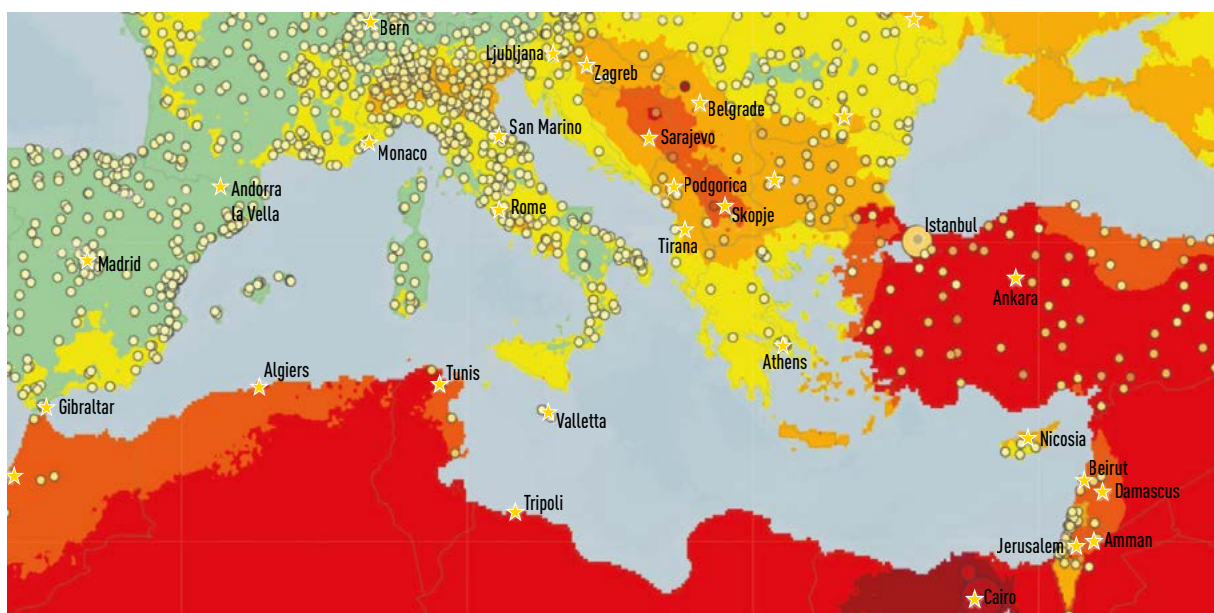 Bern
Ljubljana
Zagreb
Belgrade
San Marino
Sarajevo
Monaco
Andorra
la Vella
Podgorica
Rome
Skopje
Istanbul
Tirana
Madrid
Ankara
Athens
Algiers
Tunis
Gibraltar
Valletta
Nicosia
Beirut
Damascus
Tripoli
Jerusalem
Amman
Cairo